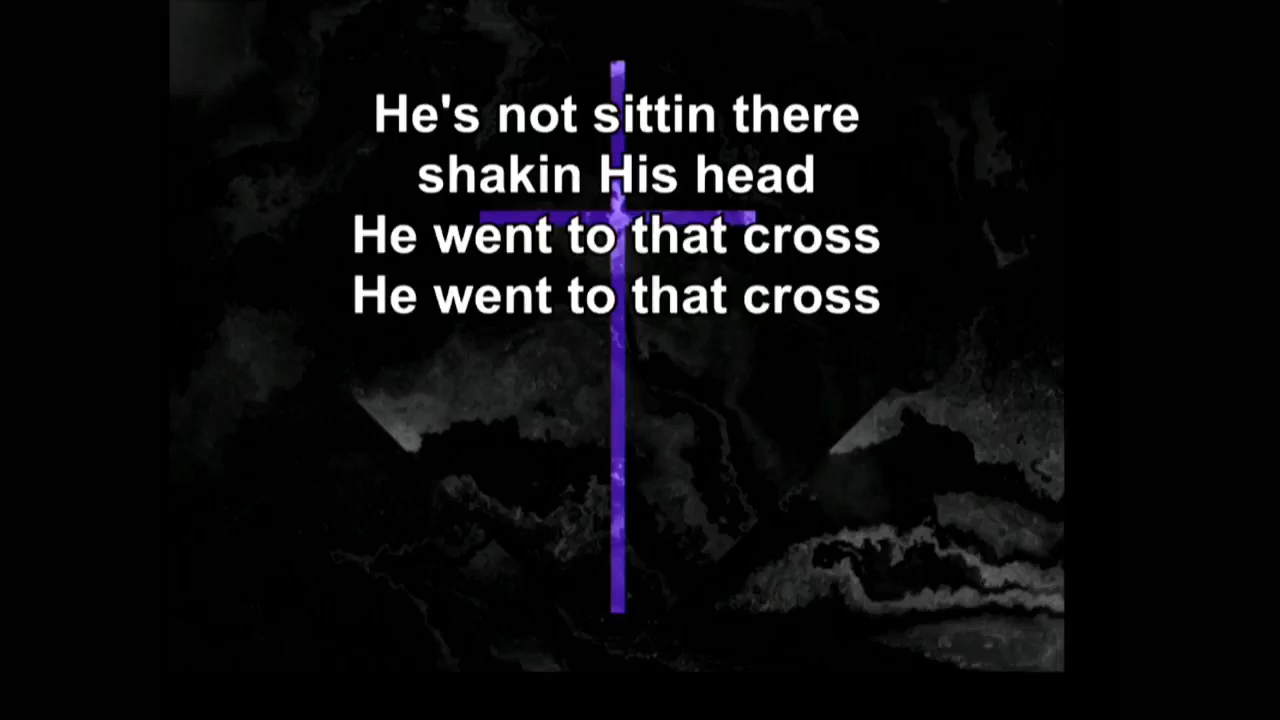 He's not sittin there
shakin His head
He went to that cross
He went to that cross